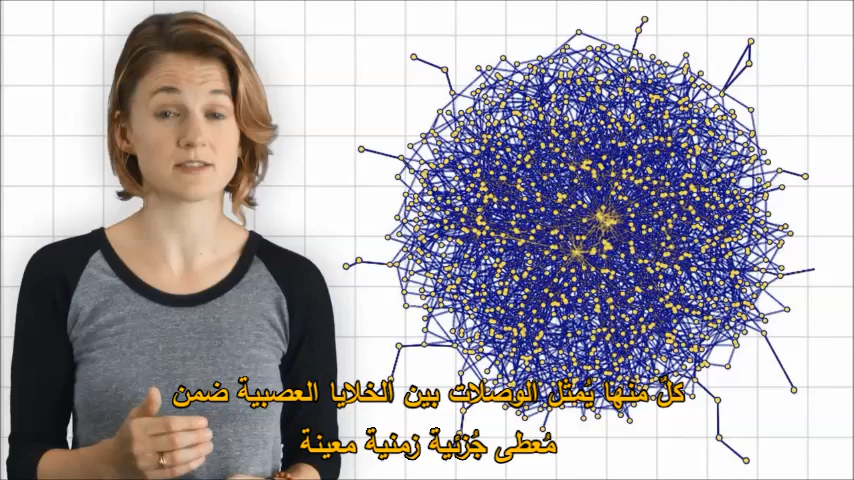 كلٌّ منها يُمثل الوصلات بين الخلايا العصبية ضمن
مُعطى جُزئية زمنية معينة